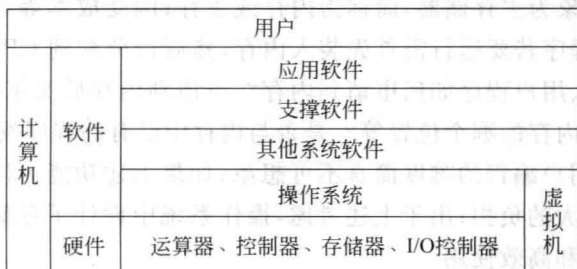 用户
应用软件
支撑软件
计算机
软件
其他系统软件
操作系统
虚拟机
硬件
运算器、控制器、存储器、I/O控制器